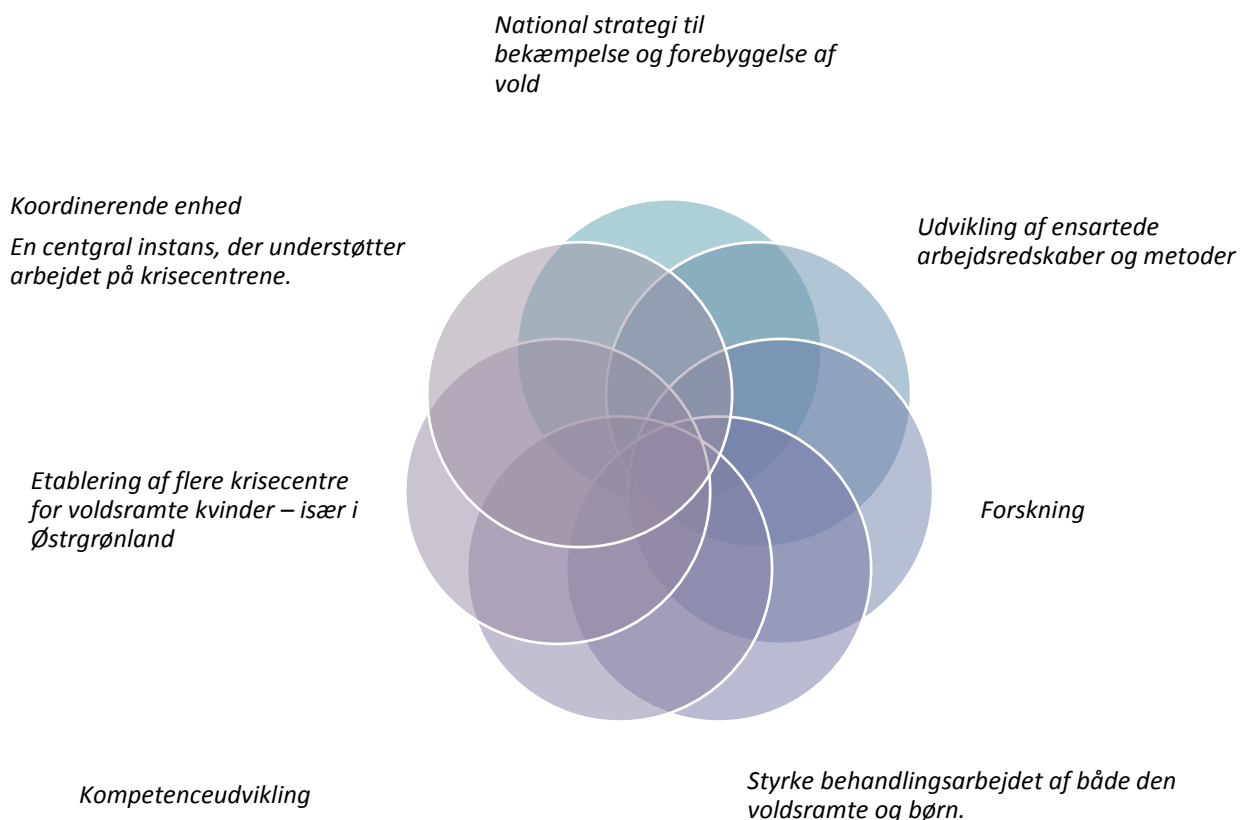 National strategi til
bekæmpelse og forebyggelse af
vold
Koordinerende enhed
En centgral instans, der understøtter
arbejdet på krisecentrene.
Udvikling af ensartede
arbejdsredskaber og metoder
Etablering af flere krisecentre
for voldsramte kvinder – især i
Østrgrønland
Forskning
Kompetenceudvikling
Styrke behandlingsarbejdet af både den
voldsramte og børn.